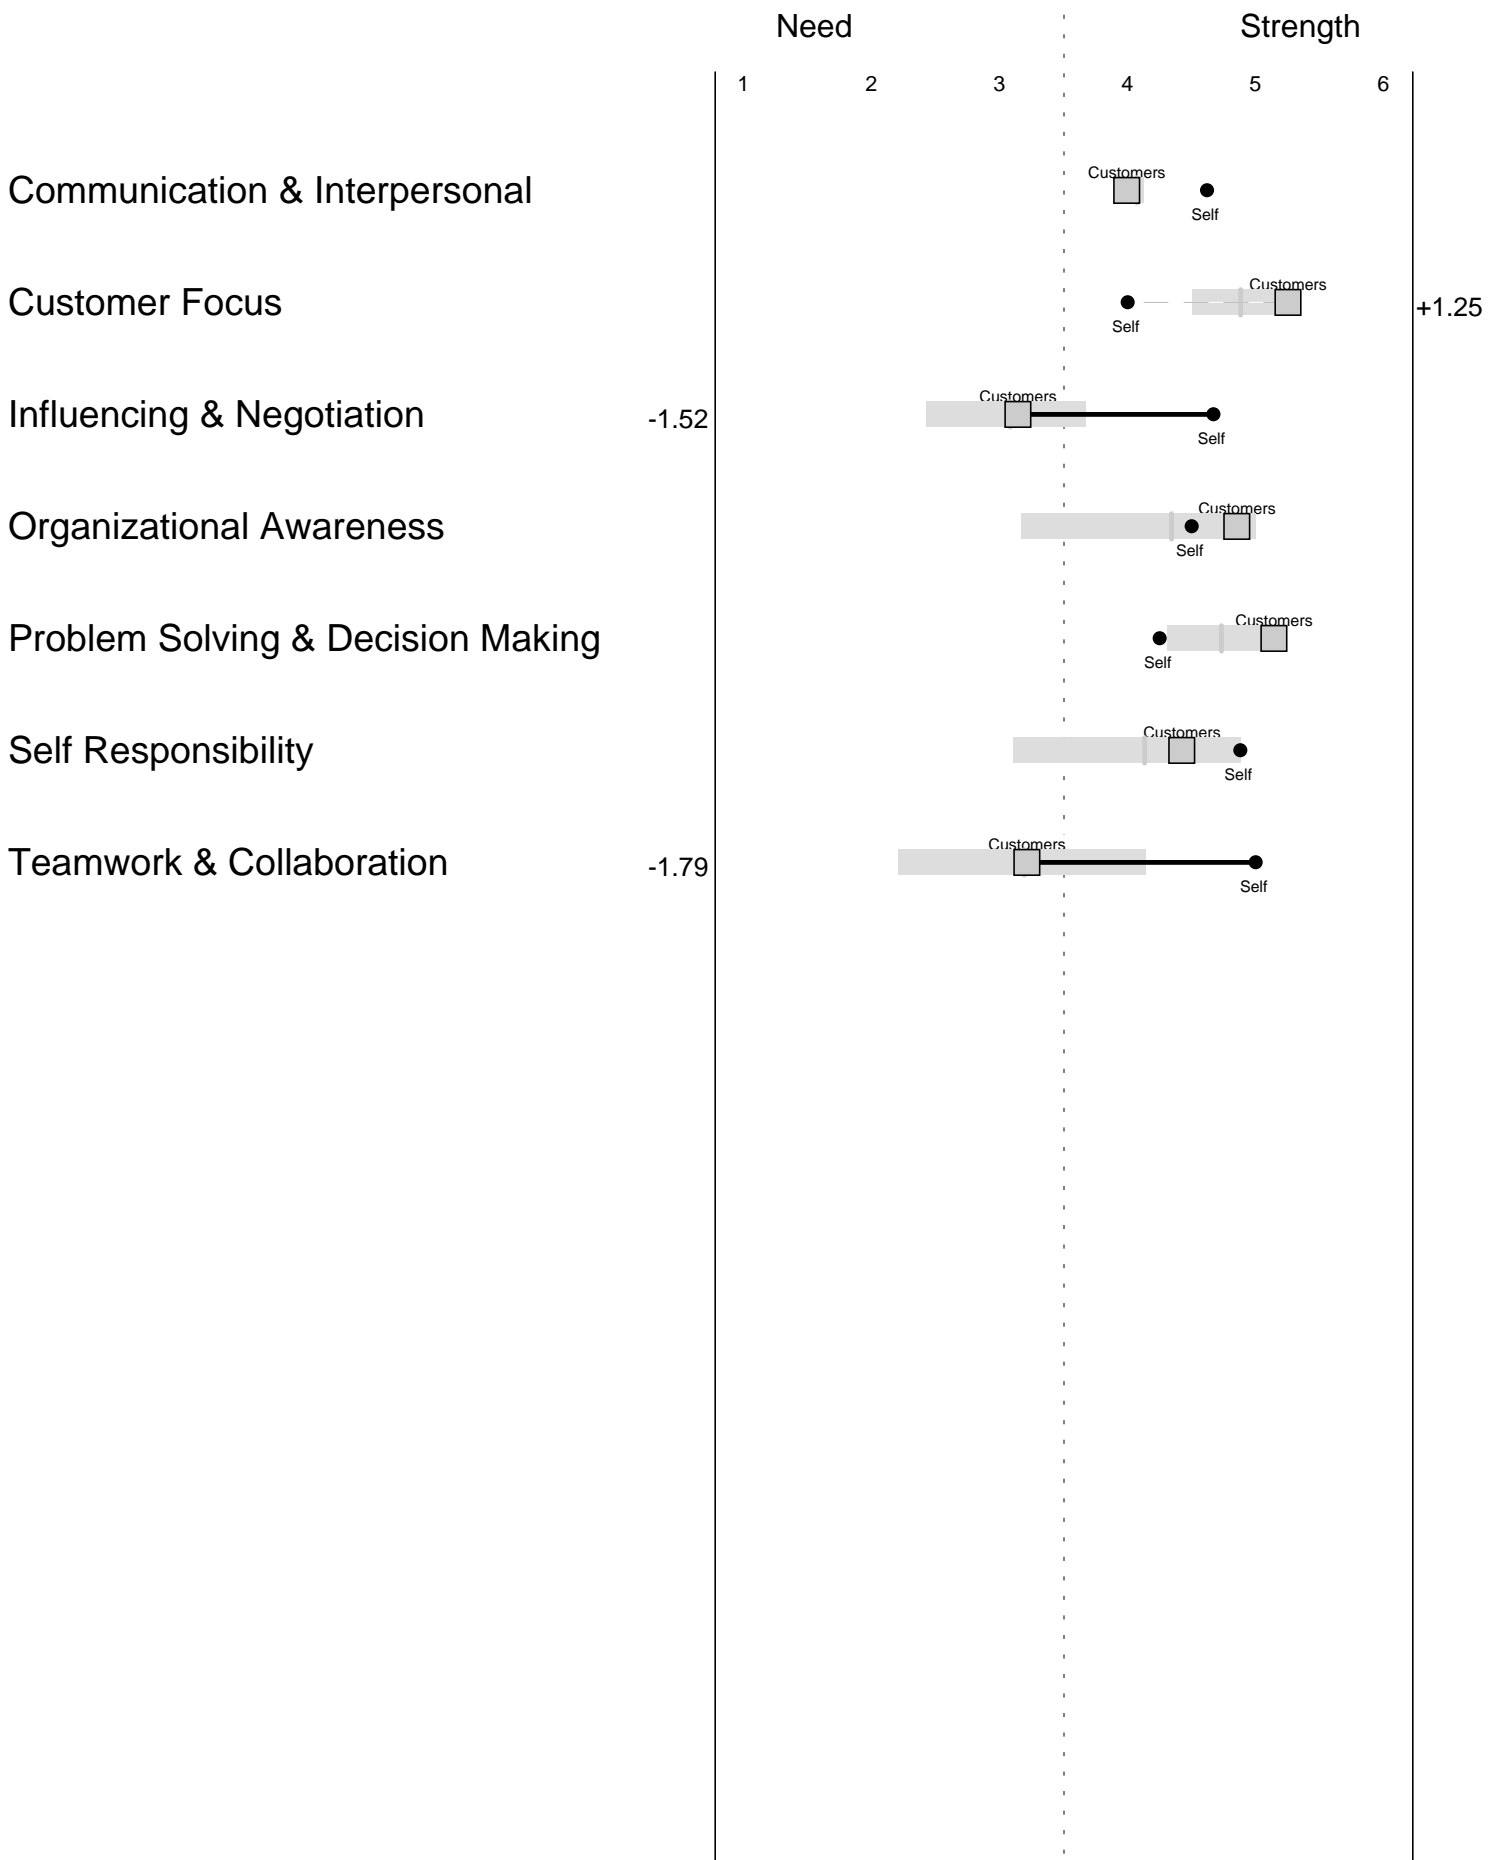 Need Strength
1 2 3 4 5 6
Customers
Communication & Interpersonal
Self
Customers
Customer Focus +1.25
Self
Customers
Influencing & Negotiation -1.52
Self
Customers
Organizational Awareness
Self
Customers
Problem Solving & Decision Making
Self
Customers
Self Responsibility
Self
Customers
Teamwork & Collaboration -1.79
Self